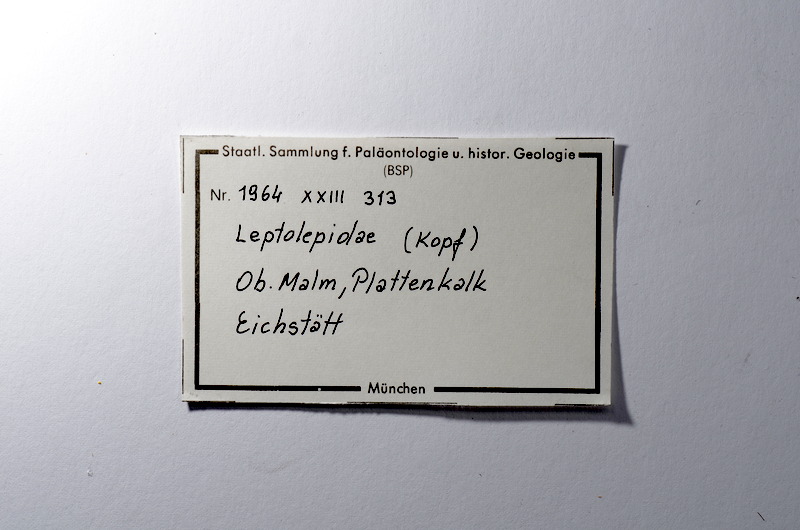 Staatl. Sammlung f. Paläontologie u. histor. Geologie
(BSP)
Nr. 1964 XXIII 313
Leptolepidae (Kopf)
Ob. Malm, Plattenkalk
Eichstätt
München